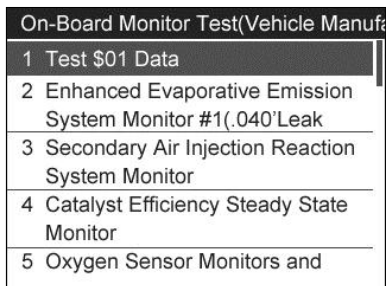 On-Board Monitor Test(Vehicle Manufa
1 Test $01 Data
2 Enhanced Evaporative Emission
System Monitor #1(.040'Leak
3 Secondary Air Injection Reaction
System Monitor
4 Catalyst Efficiency Steady State
Monitor
5 Oxygen Sensor Monitors and